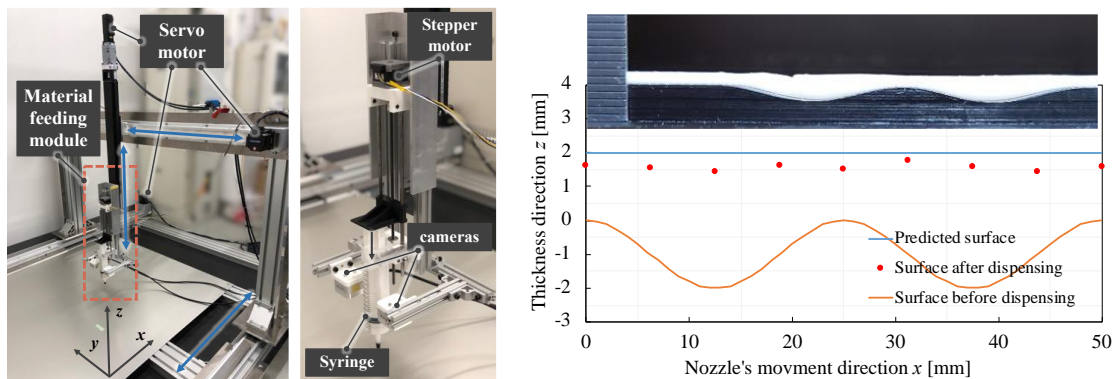 Servo
motor
Material
feeding
module
z
x
y
Stepper
motor
cameras
Syringe
Thickness direction z [mm]
4
3
2
1
0
-1
-2
-3
Predicted surface
Surface after dispensing
Surface before dispensing
0
10
20
30
40
50
Nozzle's movment direction x [mm]